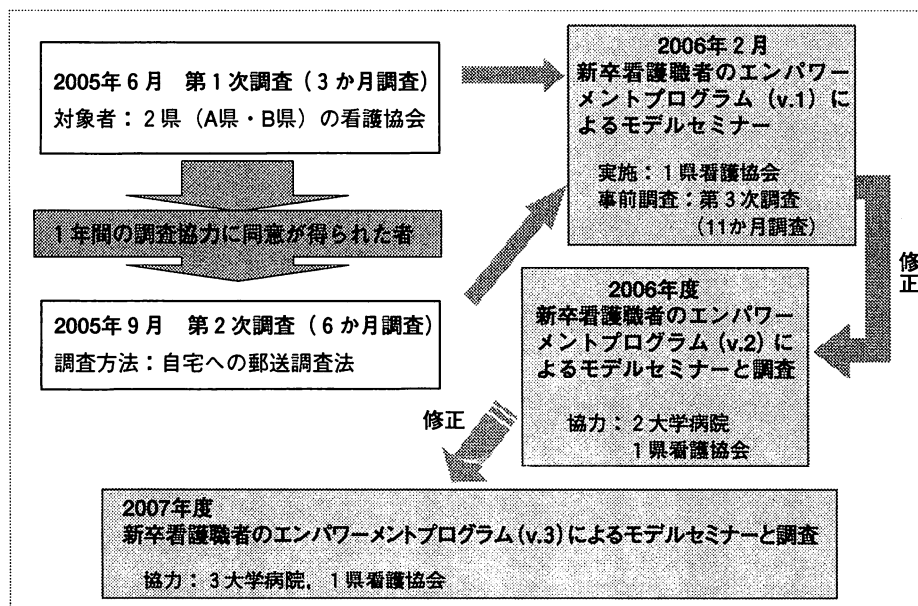 2005年6月　第1次調査（3か月調査）
対象者：2県（A県・B県）の看護協会
1年間の調査協力に同意が得られた者
2005年9月　第2次調査（6か月調査）
調査方法：自宅への郵送調査法
2006年2月
新卒看護職者のエンパワー
メントプログラム（v.1）に
よるモデルセミナー
実施：1県看護協会
事前調査：第3次調査
（11か月調査）
修正
2006年度
新卒看護職者のエンパワー
メントプログラム（v.2）に
よるモデルセミナーと調査
協力：2大学病院
1県看護協会
修正
2007年度
新卒看護職者のエンパワーメントプログラム（v.3）によるモデルセミナーと調査
協力：3大学病院，1県看護協会